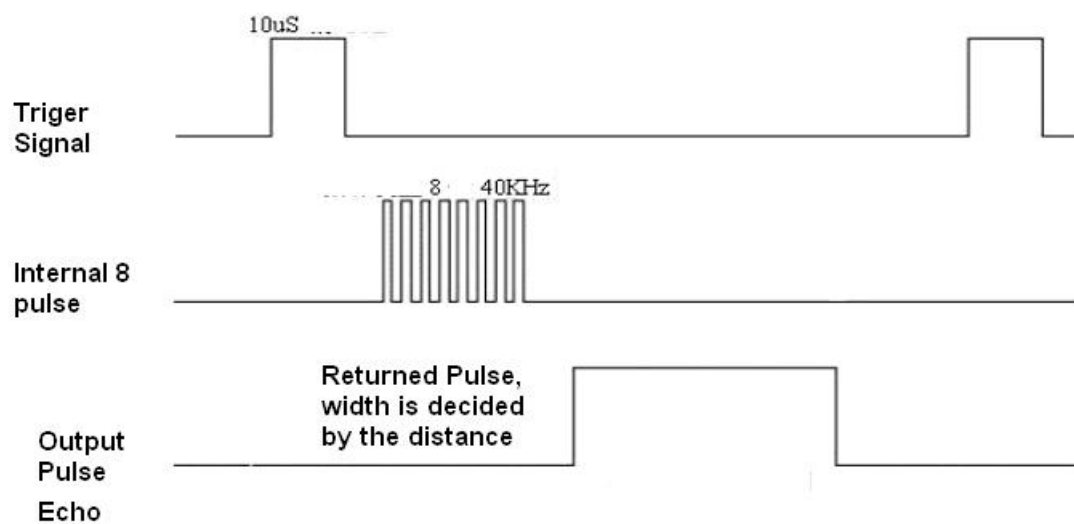 10uS
Triger
Signal
8 40KHz
Internal 8
pulse
Returned Pulse,
width is decided
by the distance
Output
Pulse
Echo